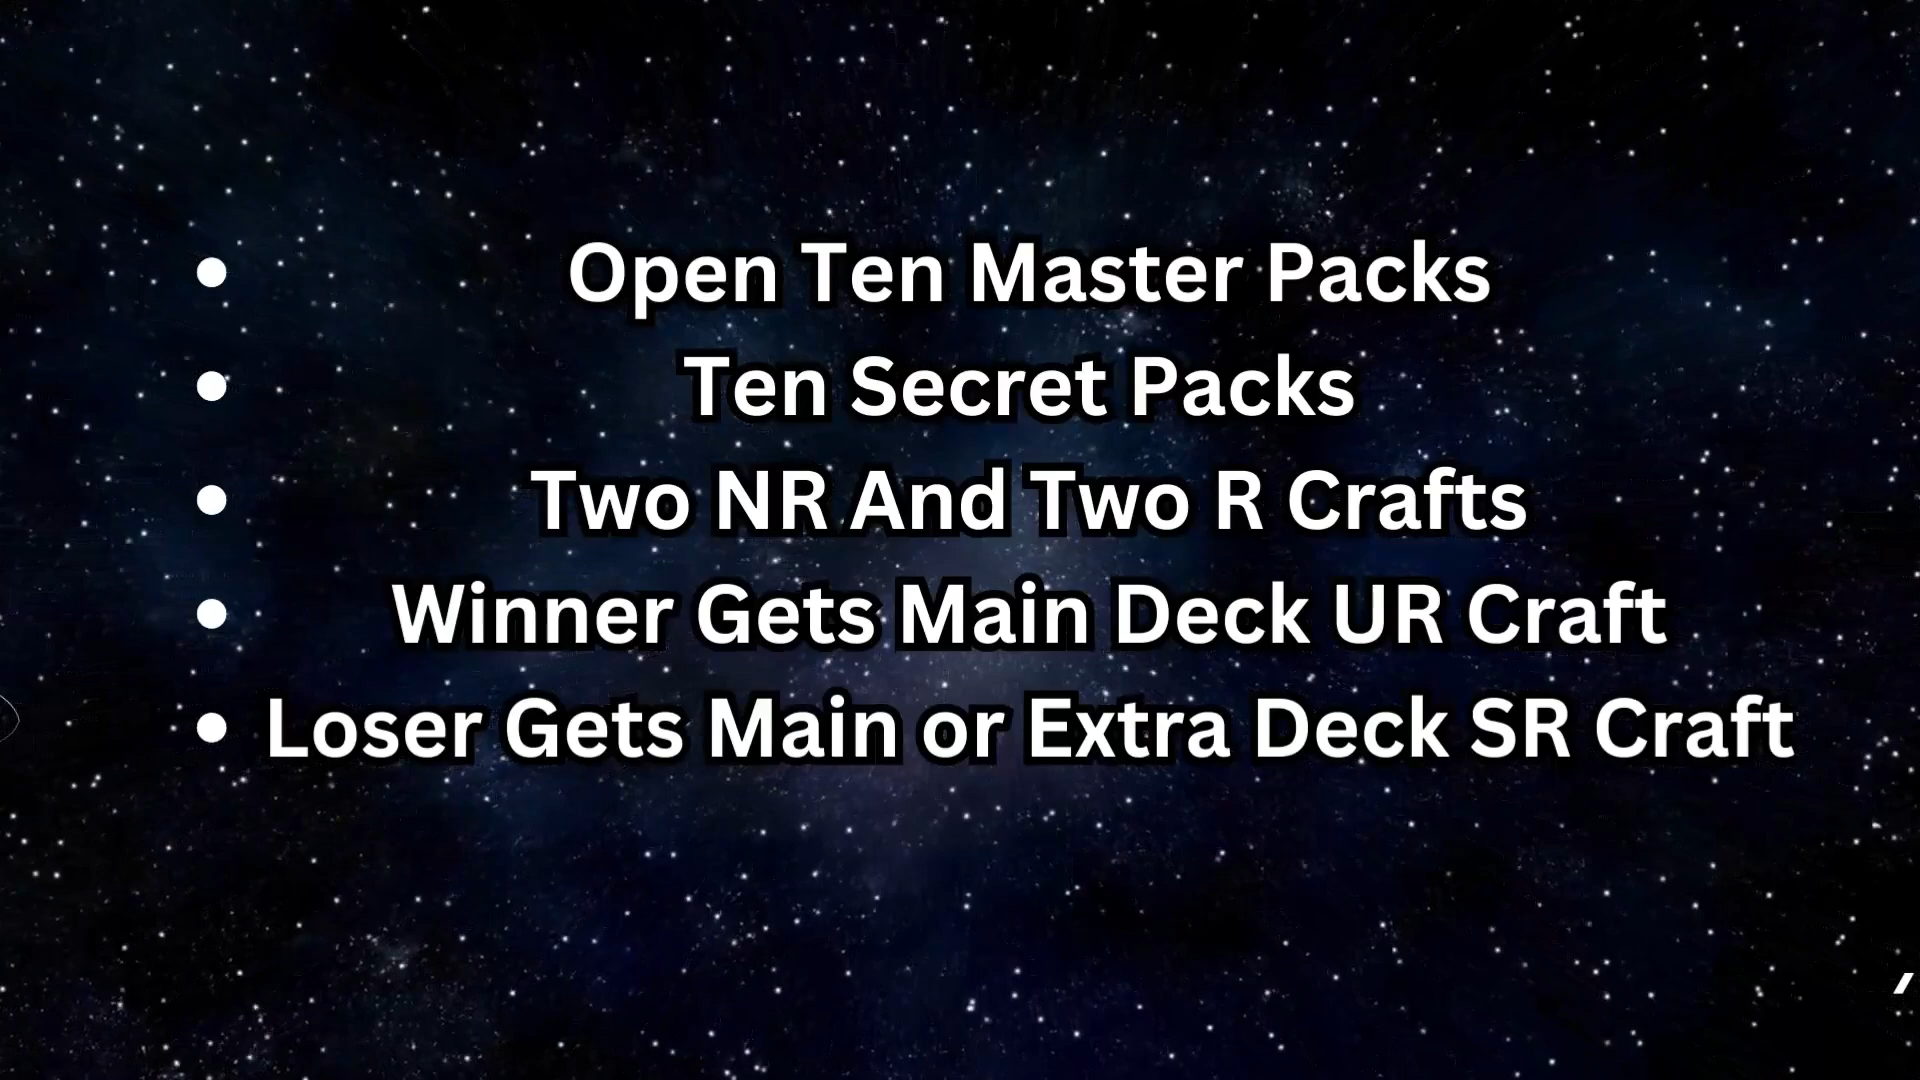 • Open Ten Master Packs
• Ten Secret Packs
• Two NR And Two R Crafts
• Winner Gets Main Deck UR Craft
• Loser Gets Main or Extra Deck SR Craft